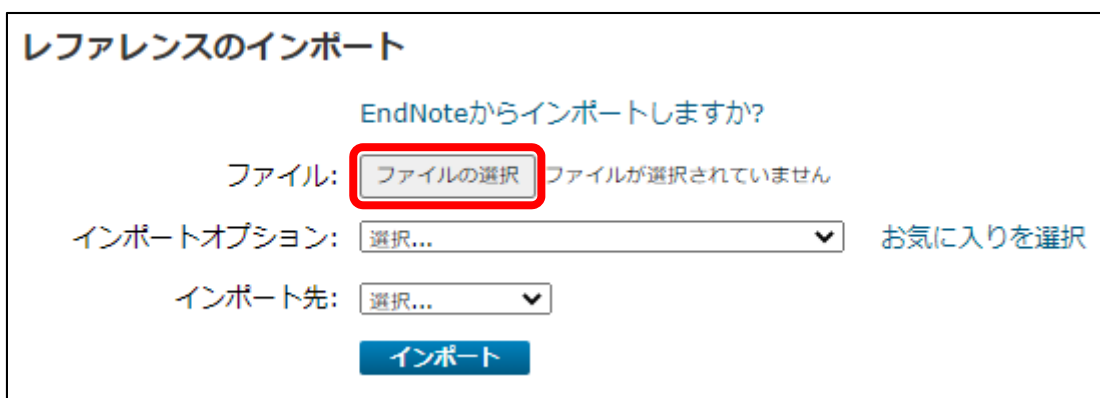 レファレンスのインポート
EndNoteからインポートしますか?
ファイル: ファイルの選択 ファイルが選択されていません
インポートオプション: 選択... お気に入りを選択
インポート先: 選択...
インポート